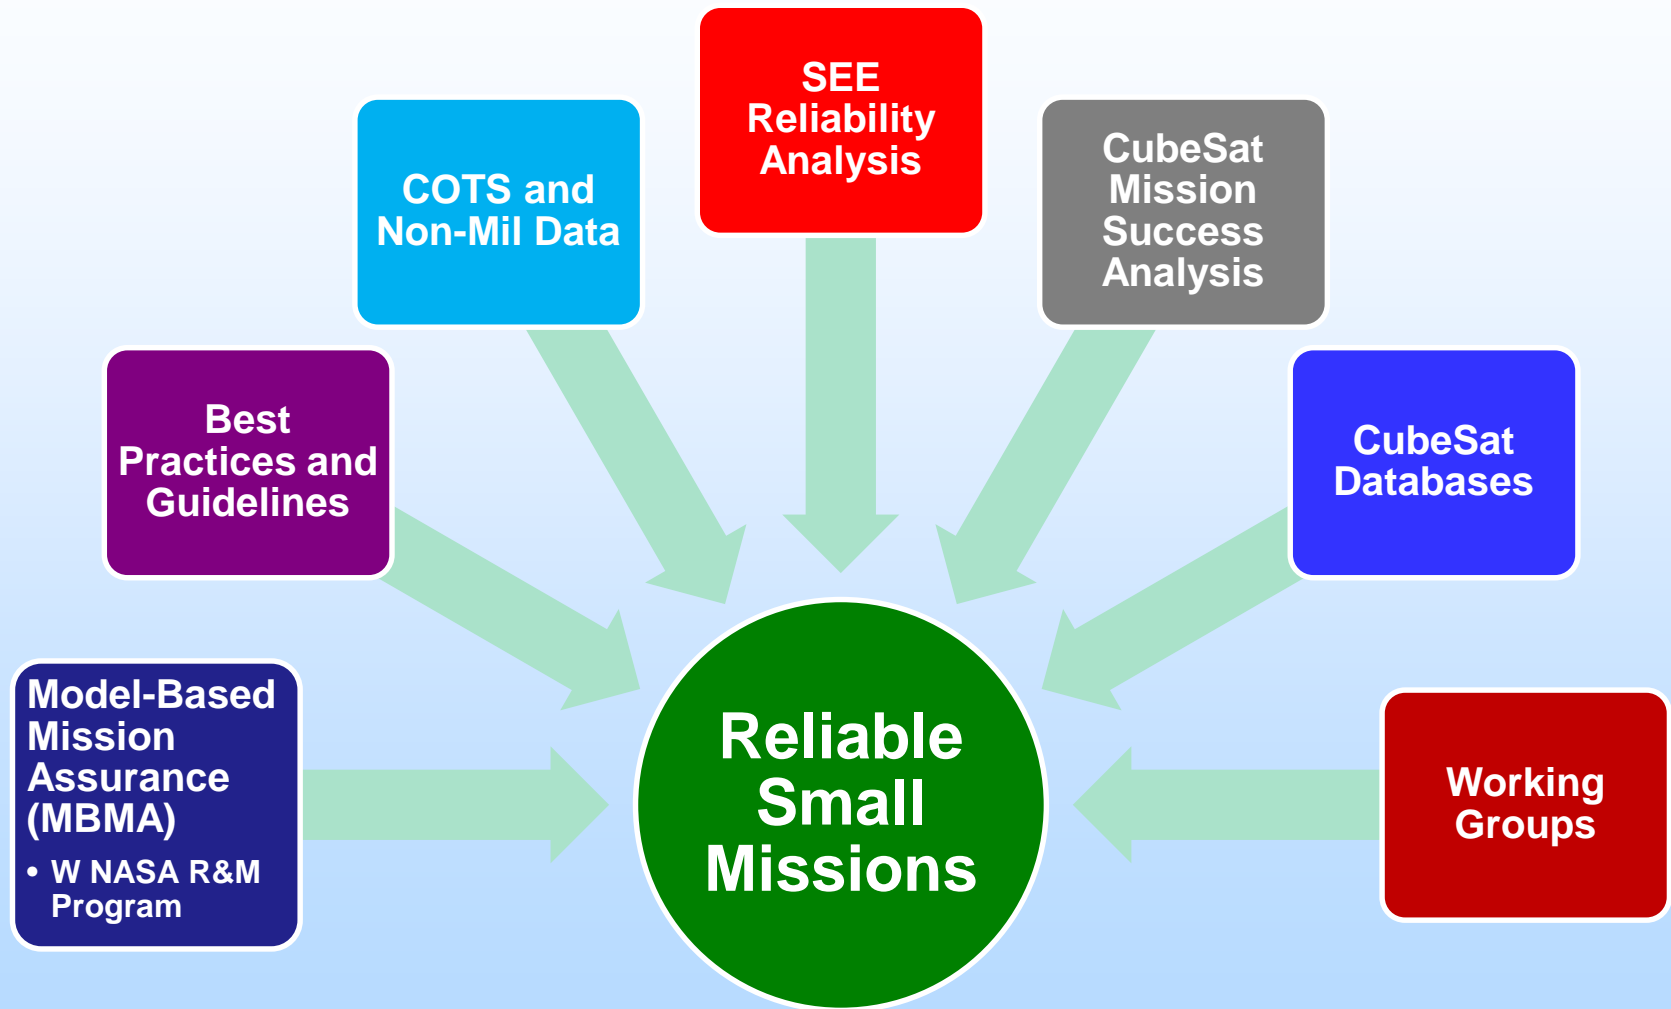 SEE
Reliability
Analysis
COTS and
Non-Mil Data
CubeSat
Mission
Success
Analysis
Best
Practices and
Guidelines
CubeSat
Databases
Model-Based
Mission
Assurance
(MBMA)
• W NASA R&M
Program
Reliable
Small
Missions
Working
Groups